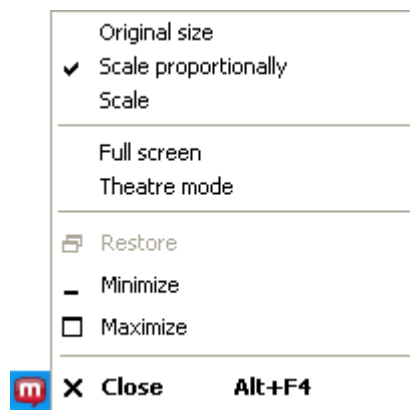 Original size
Scale proportionally
Scale
Full screen
Theatre mode
Restore
Minimize
Maximize
m Close Alt+F4